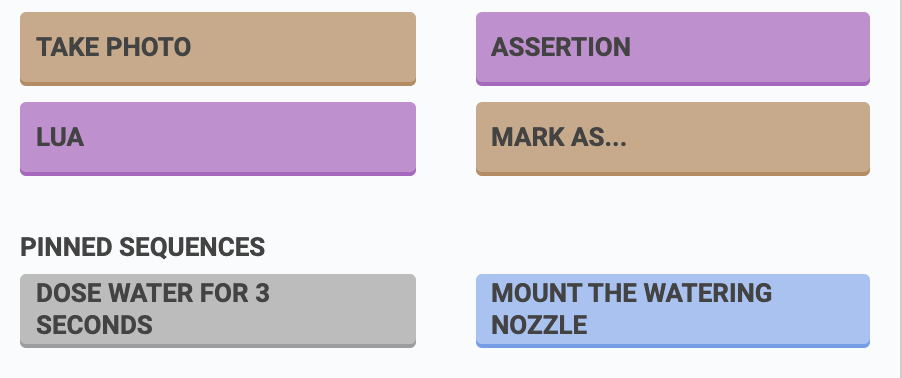 TAKE PHOTO
ASSERTION
LUA
MARK AS...
PINNED SEQUENCES
DOSE WATER FOR 3
SECONDS
MOUNT THE WATERING
NOZZLE